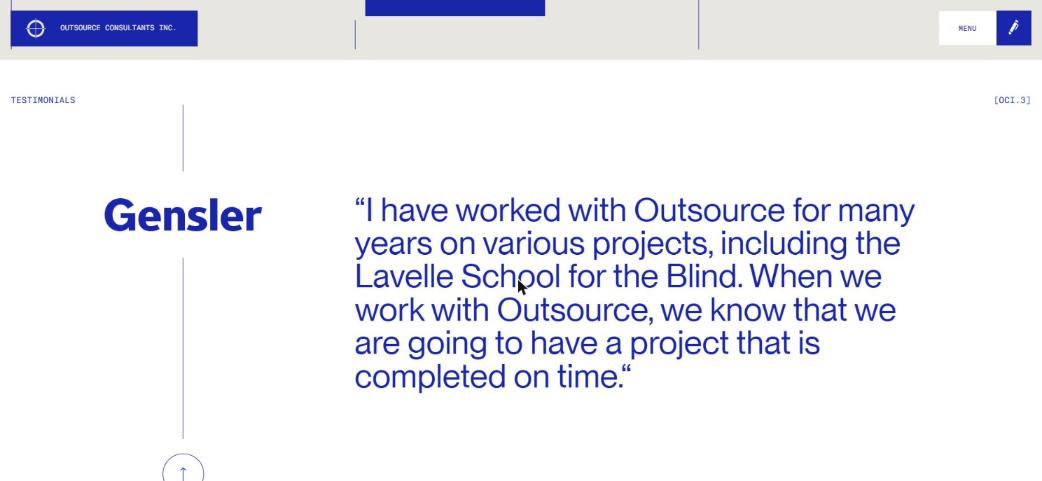 OUTSOURCE CONSULTANTS INC.
MENU
TESTIMONIALS
[OCI.3]
Gensler
“I have worked with Outsource for many
years on various projects, including the
Lavelle School for the Blind. When we
work with Outsource, we know that we
are going to have a project that is
completed on time.“